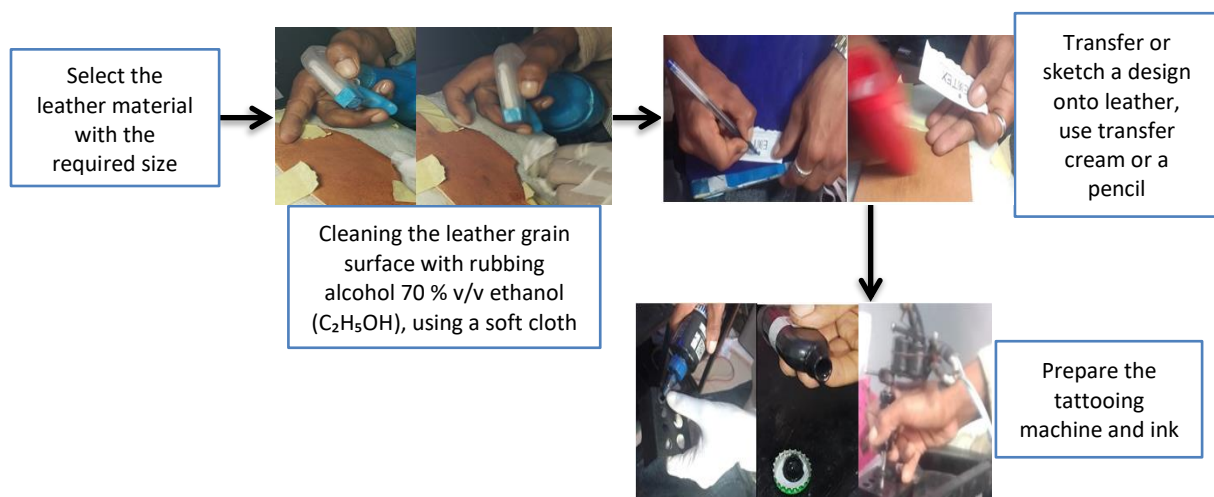 Select the
leather material
with the
required size
Cleaning the leather grain
surface with rubbing
alcohol 70 % v/v ethanol
(C₂H₅OH), using a soft cloth
Transfer or
sketch a design
onto leather,
use transfer
cream or a
pencil
Prepare the
tattooing
machine and ink